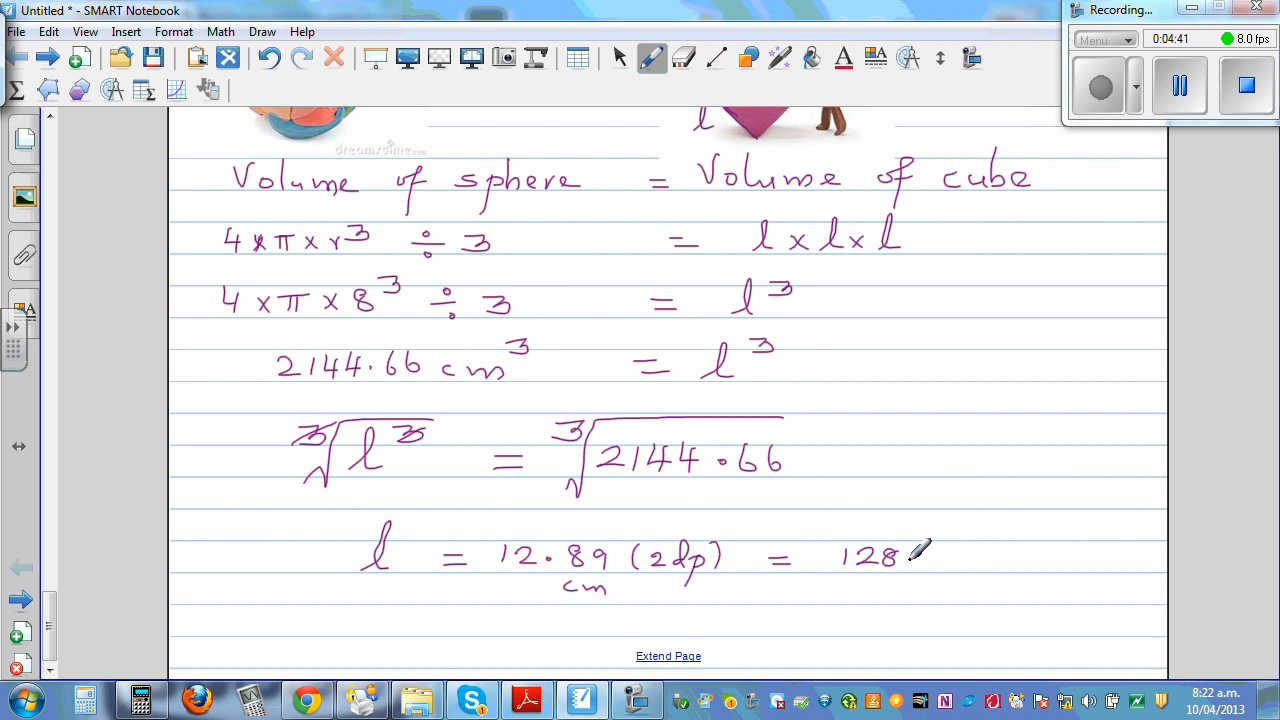 Untitled * - SMART Notebook
Recording...
File Edit View Insert Format Math Draw Help
Menu
0:04:41
8.0 fps
l
dreamstime.com
Volume of sphere = Volume of cube
4 x π x r³ ÷ 3 = l x l x l
4 x π x 8³ ÷ 3 = l³
2144.66 cm³ = l³
∛l³ = ∛2144.66
l = 12.89 (2dp) = 128
cm
Extend Page
8:22 a.m.
10/04/2013